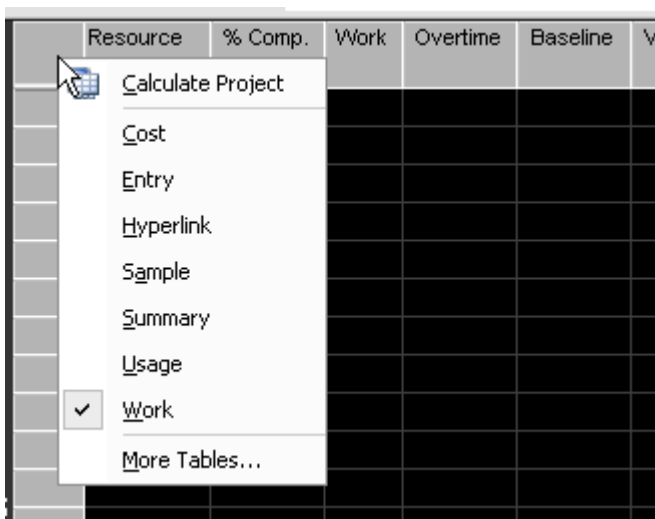 Resource % Comp. Work Overtime Baseline
Calculate Project
Cost
Entry
Hyperlink
Sample
Summary
Usage
Work
More Tables...